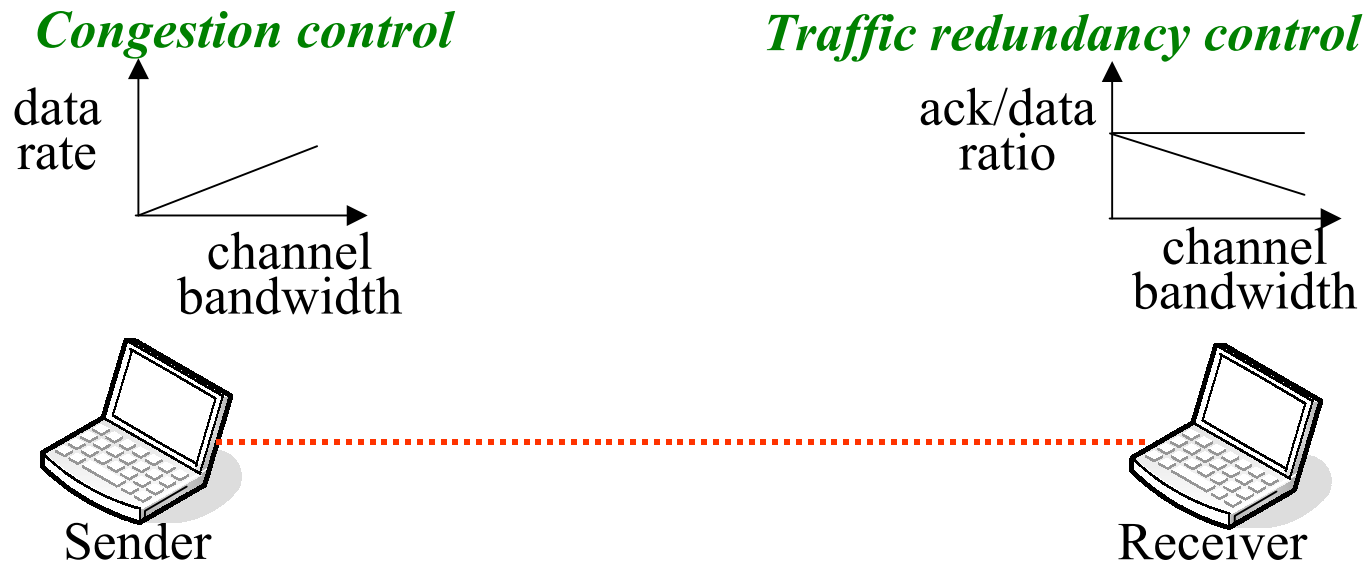 Congestion control
data
rate
channel
bandwidth
Traffic redundancy control
ack/data
ratio
channel
bandwidth
Sender
Receiver